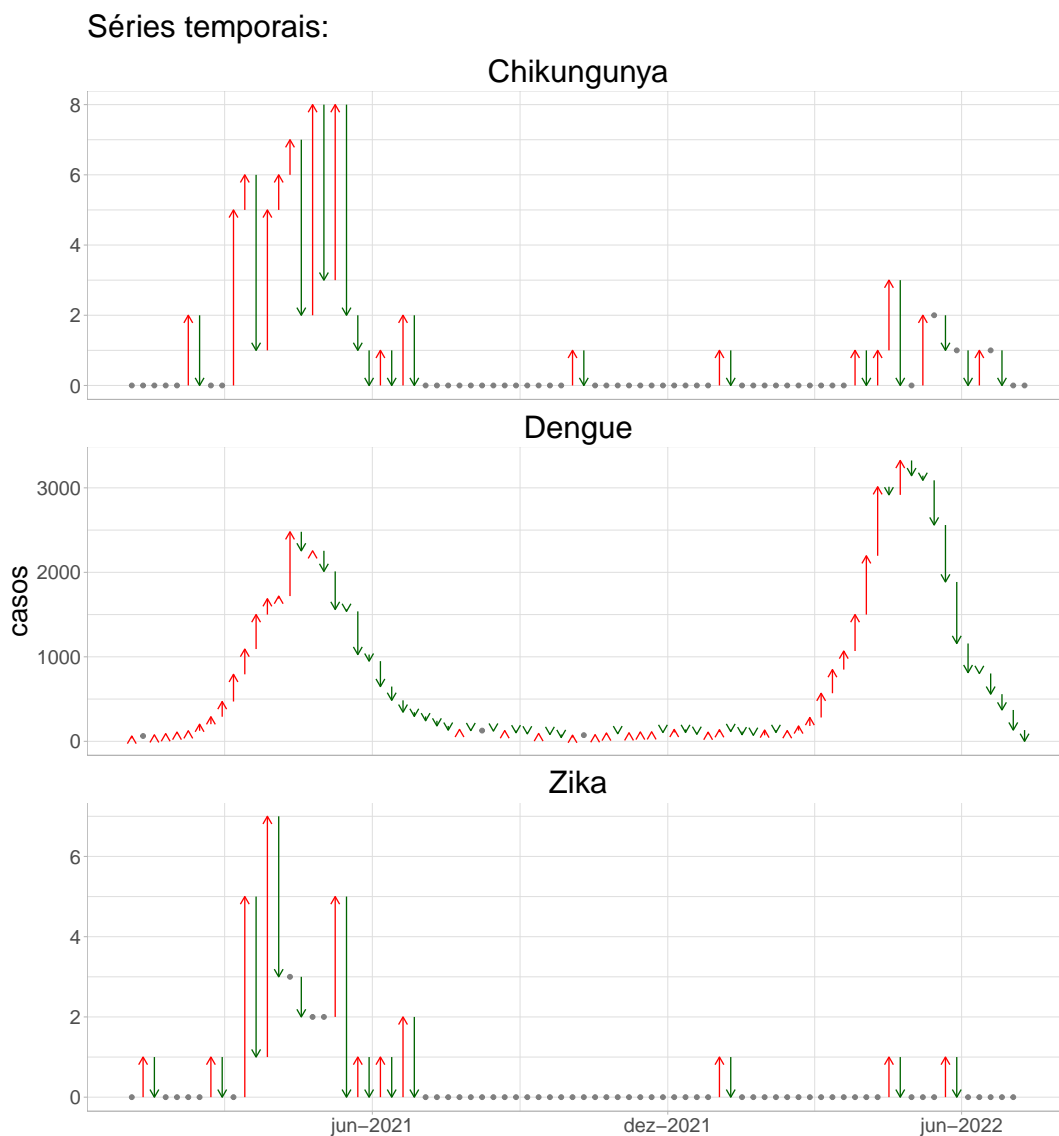 Séries temporais:
Chikungunya
8
6
4
2
0
Dengue
3000
2000
1000
0
casos
Zika
6
4
2
0
jun−2021 dez−2021 jun−2022